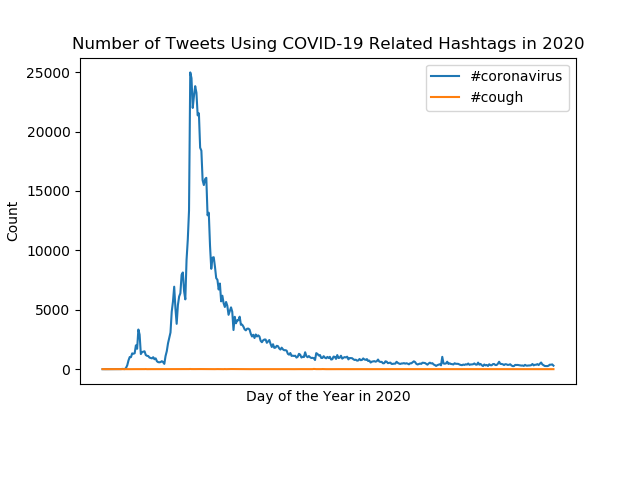 Number of Tweets Using COVID-19 Related Hashtags in 2020
#coronavirus
#cough
25000
20000
15000
10000
5000
0
Count
Day of the Year in 2020